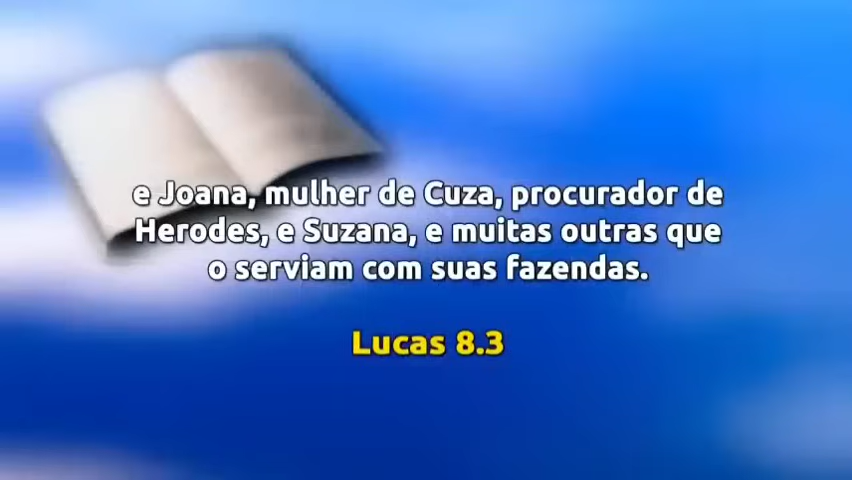 e Joana, mulher de Cuza, procurador de
Herodes, e Suzana, e muitas outras que
o serviam com suas fazendas.
Lucas 8.3